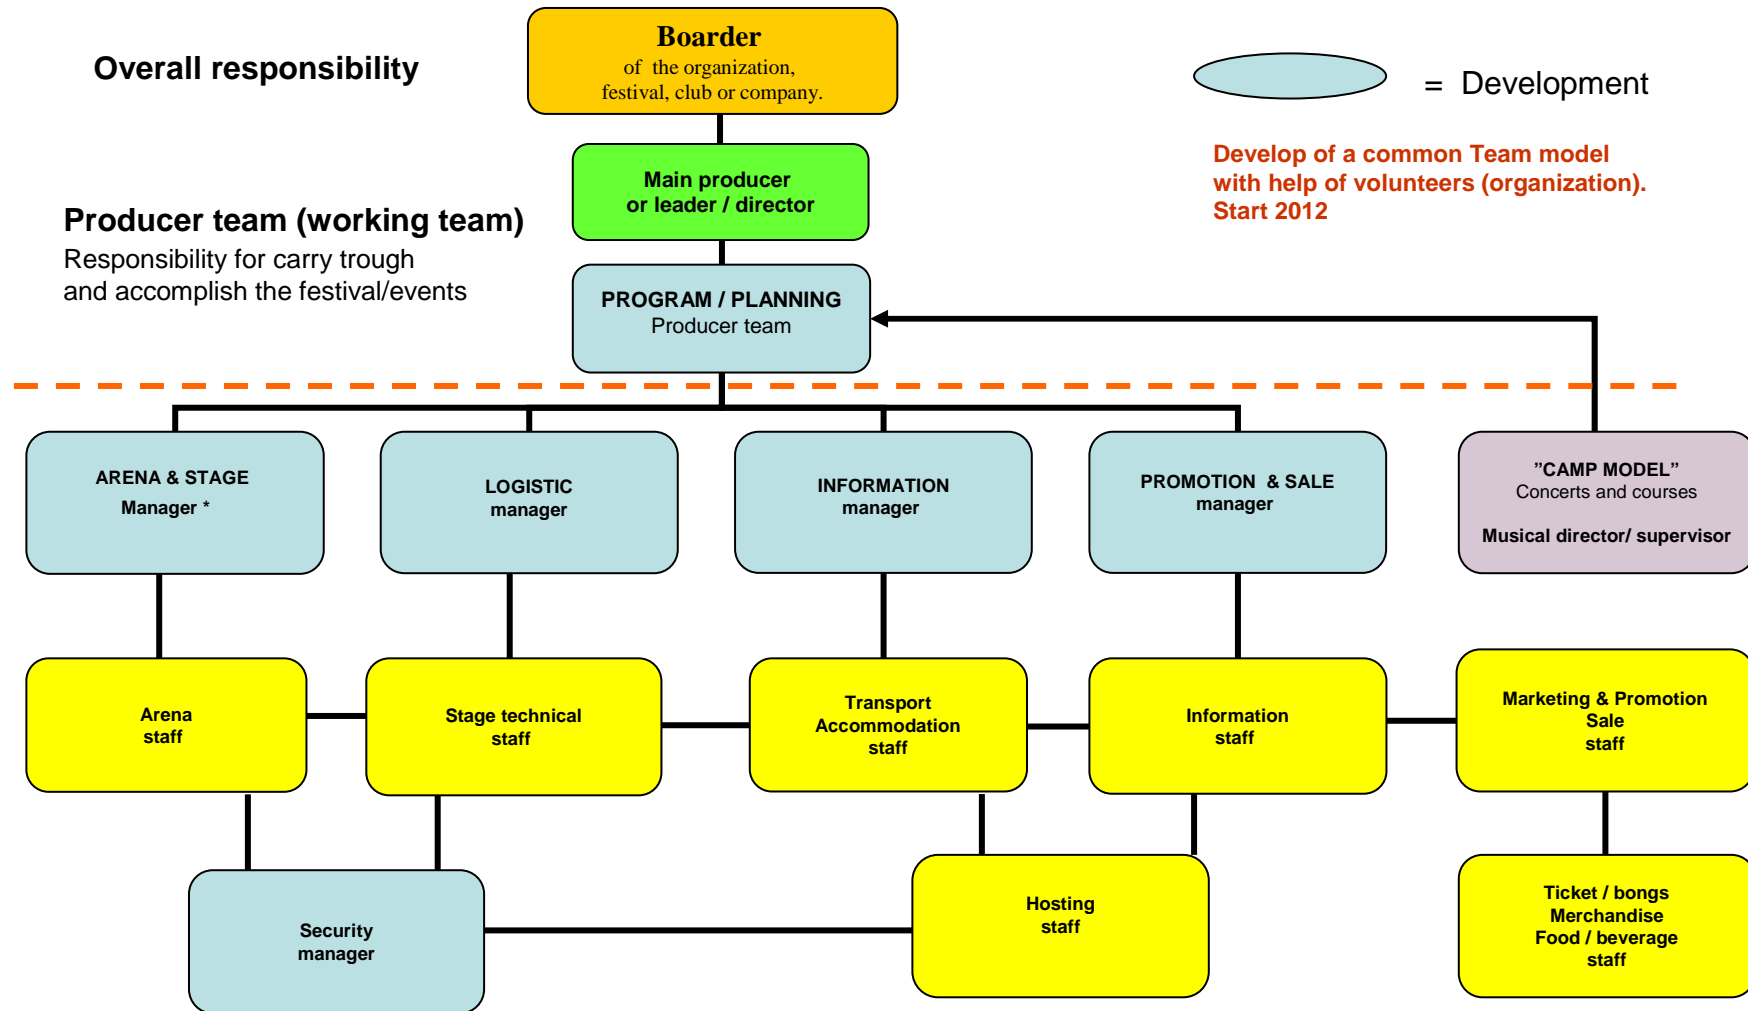 Overall responsibility
Boarder
of the organization,
festival, club or company.
= Development
Develop of a common Team model
with help of volunteers (organization).
Start 2012
Main producer
or leader / director
Producer team (working team)
Responsibility for carry trough
and accomplish the festival/events
PROGRAM / PLANNING
Producer team
ARENA & STAGE
Manager *
LOGISTIC
manager
INFORMATION
manager
PROMOTION & SALE
manager
”CAMP MODEL”
Concerts and courses
Musical director/ supervisor
Arena
staff
Stage technical
staff
Transport
Accommodation
staff
Information
staff
Marketing & Promotion
Sale
staff
Security
manager
Hosting
staff
Ticket / bongs
Merchandise
Food / beverage
staff